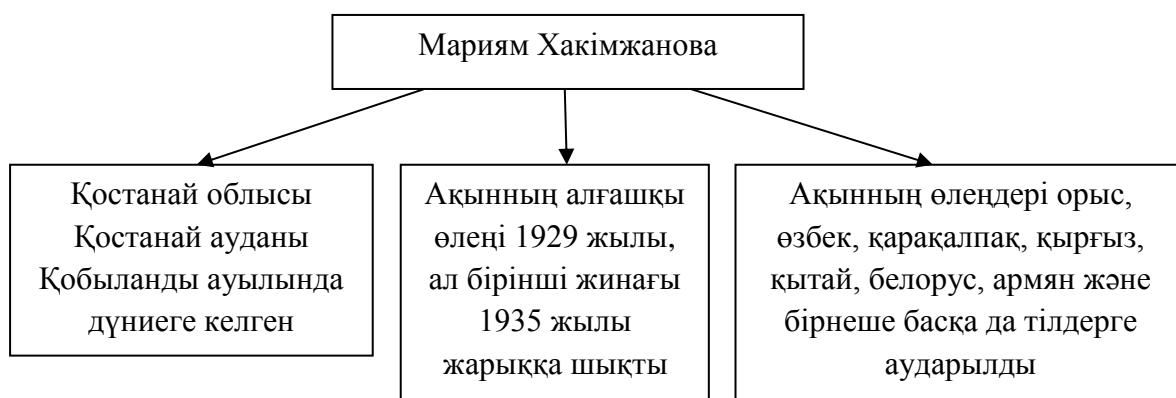 Мариям Хакімжанова
Қостанай облысы
Қостанай ауданы
Қобыланды ауылында
дүниеге келген
Ақынның алғашқы
өлеңі 1929 жылы,
ал бірінші жинағы
1935 жылы
жарыққа шықты
Ақынның өлеңдері орыс,
өзбек, қарақалпақ, қырғыз,
қытай, белорус, армян және
бірнеше басқа да тілдерге
аударылды